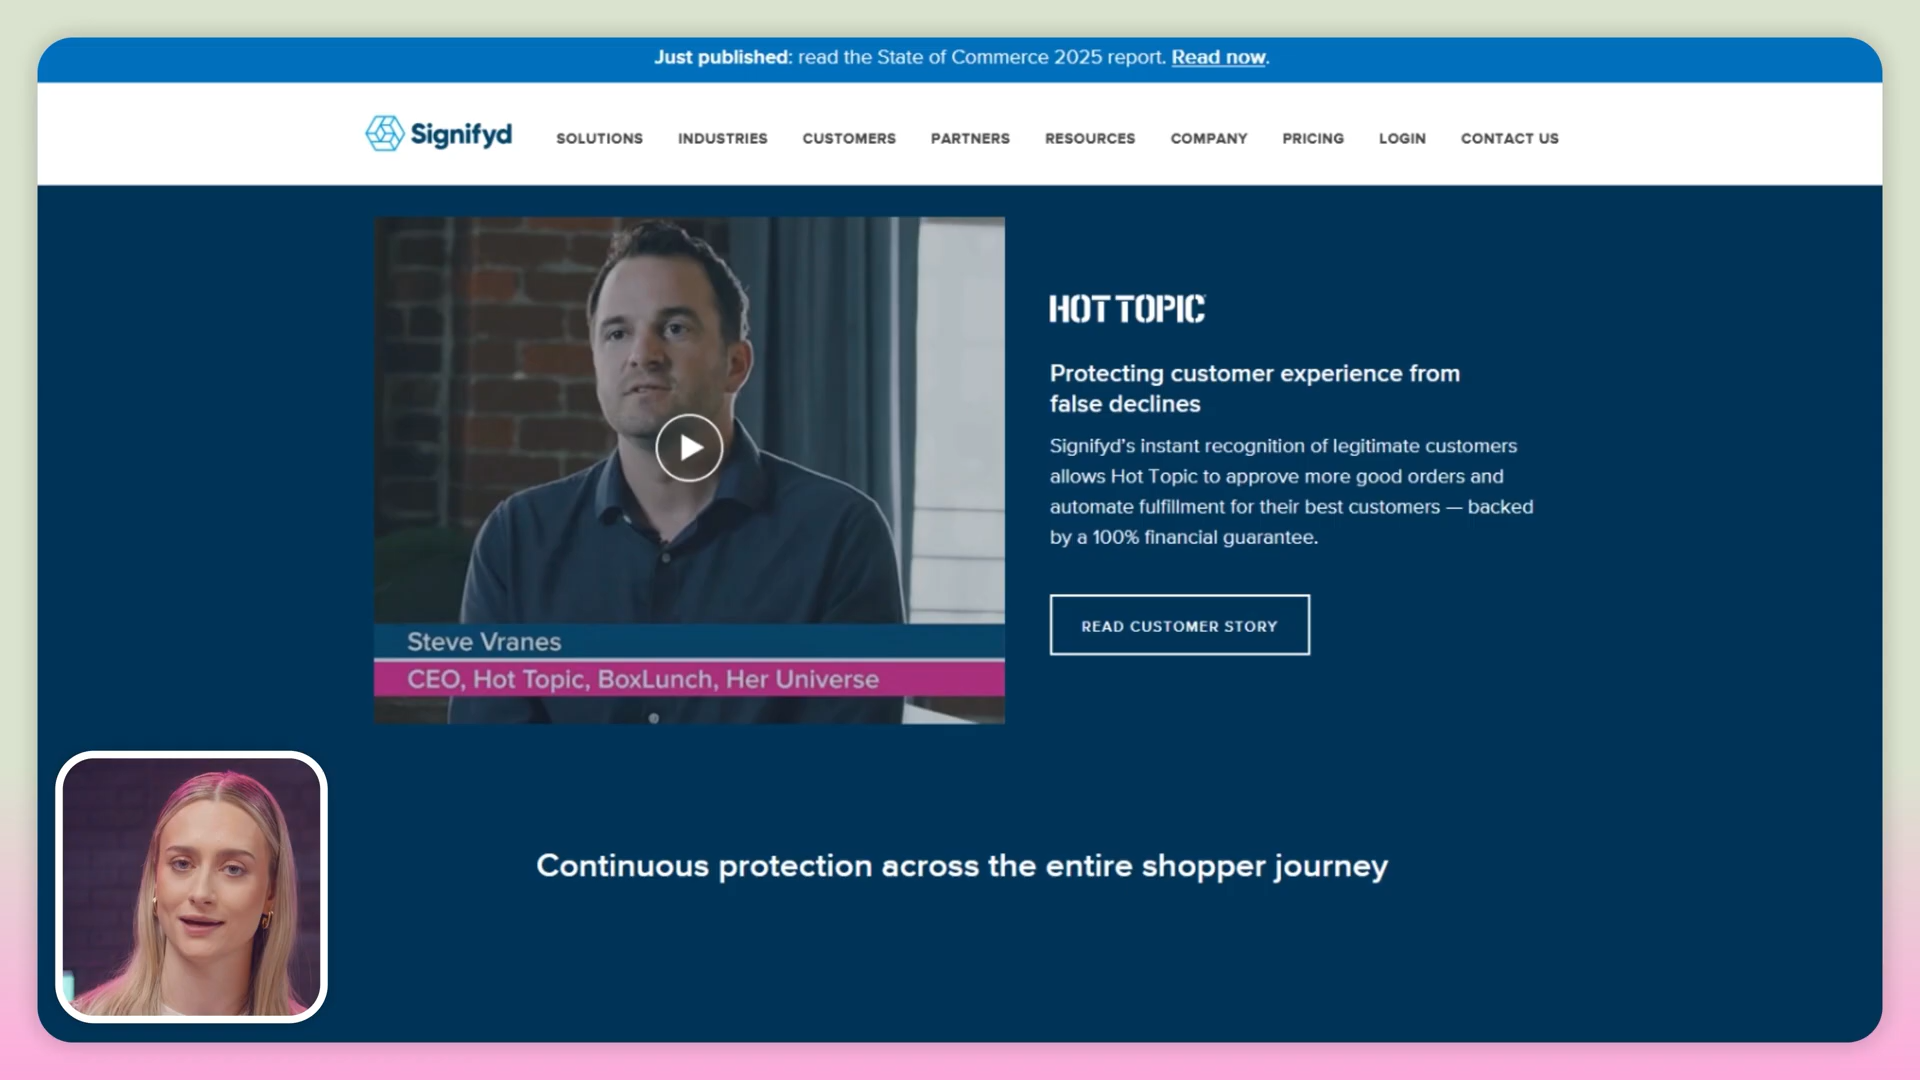 Just published: read the State of Commerce 2025 report. Read now.
Signifyd
SOLUTIONS
INDUSTRIES
CUSTOMERS
PARTNERS
RESOURCES
COMPANY
PRICING
LOGIN
CONTACT US
Steve Vranes
CEO, Hot Topic, BoxLunch, Her Universe
HOT TOPIC
Protecting customer experience from
false declines
Signifyd's instant recognition of legitimate customers
allows Hot Topic to approve more good orders and
automate fulfillment for their best customers — backed
by a 100% financial guarantee.
READ CUSTOMER STORY
Continuous protection across the entire shopper journey